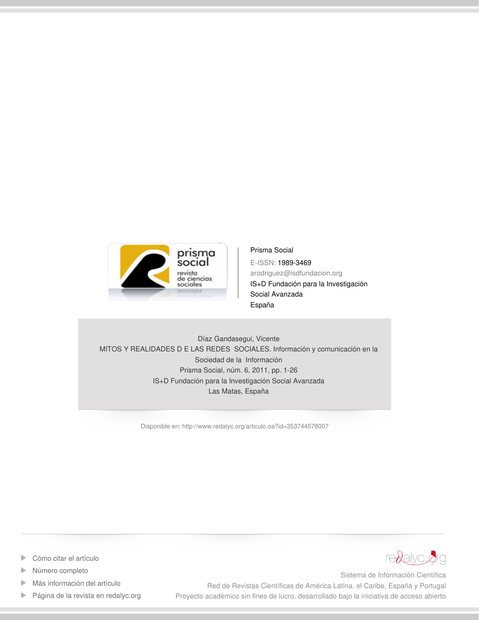 prisma
social
revista
de ciencias
sociales
Prisma Social
E-ISSN: 1989-3469
arodriguez@isdfundacion.org
IS+D Fundación para la Investigación
Social Avanzada
España
Díaz Gandasegui, Vicente
MITOS Y REALIDADES D E LAS REDES SOCIALES. Información y comunicación en la
Sociedad de la Información
Prisma Social, núm. 6, 2011, pp. 1-26
IS+D Fundación para la Investigación Social Avanzada
Las Matas, España
Disponible en: http://www.redalyc.org/articulo.oa?id=353744578007
Cómo citar el artículo
Número completo
Más información del artículo
Página de la revista en redalyc.org
redalyc.org
Sistema de Información Científica
Red de Revistas Científicas de América Latina, el Caribe, España y Portugal
Proyecto académico sin fines de lucro, desarrollado bajo la iniciativa de acceso abierto